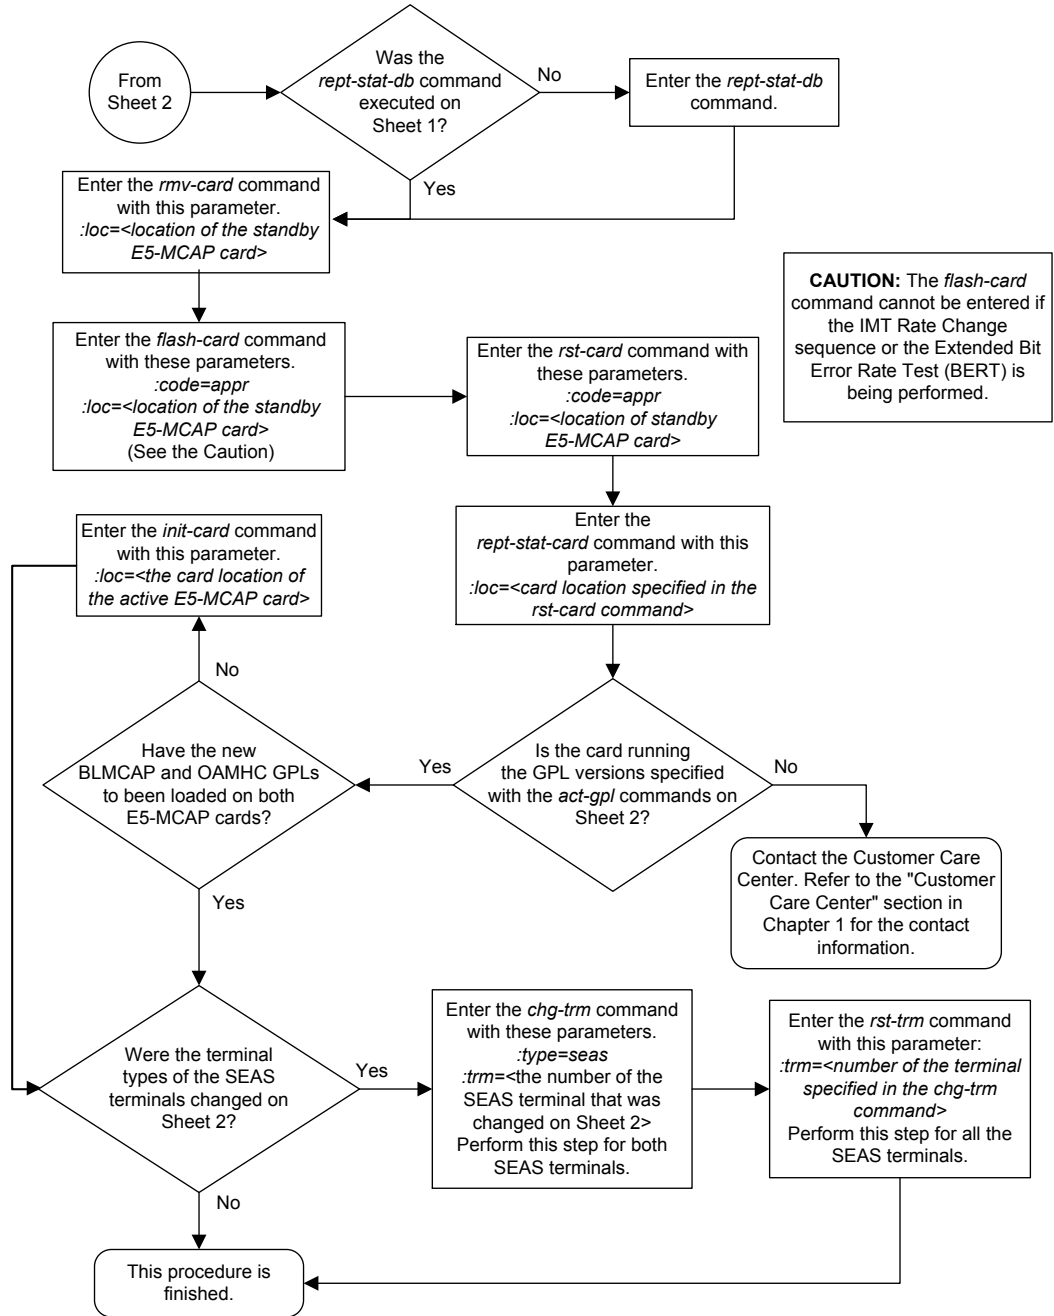 From
Sheet 2
Was the
rept-stat-db command
executed on
Sheet 1?
No
Enter the rept-stat-db
command.
Yes
Enter the rmv-card command
with this parameter.
:loc=<location of the standby
E5-MCAP card>
CAUTION: The flash-card
command cannot be entered if
the IMT Rate Change
sequence or the Extended Bit
Error Rate Test (BERT) is
being performed.
Enter the flash-card command
with these parameters.
:code=appr
:loc=<location of the standby
E5-MCAP card>
(See the Caution)
Enter the rst-card command with
these parameters.
:code=appr
:loc=<location of standby
E5-MCAP card>
Enter the
rept-stat-card command with this
parameter.
:loc=<card location specified in the
rst-card command>
Enter the init-card command
with this parameter.
:loc=<the card location of
the active E5-MCAP card>
No
Have the new
BLMCAP and OAMHC GPLs
to been loaded on both
E5-MCAP cards?
Yes
Is the card running
the GPL versions specified
with the act-gpl commands on
Sheet 2?
No
Contact the Customer Care
Center. Refer to the "Customer
Care Center" section in
Chapter 1 for the contact
information.
Yes
Were the terminal
types of the SEAS
terminals changed on
Sheet 2?
Yes
Enter the chg-trm command
with these parameters.
:type=seas
:trm=<the number of the
SEAS terminal that was
changed on Sheet 2>
Perform this step for both
SEAS terminals.
Enter the rst-trm command
with this parameter:
:trm=<number of the terminal
specified in the chg-trm
command>
Perform this step for all the
SEAS terminals.
No
This procedure is
finished.